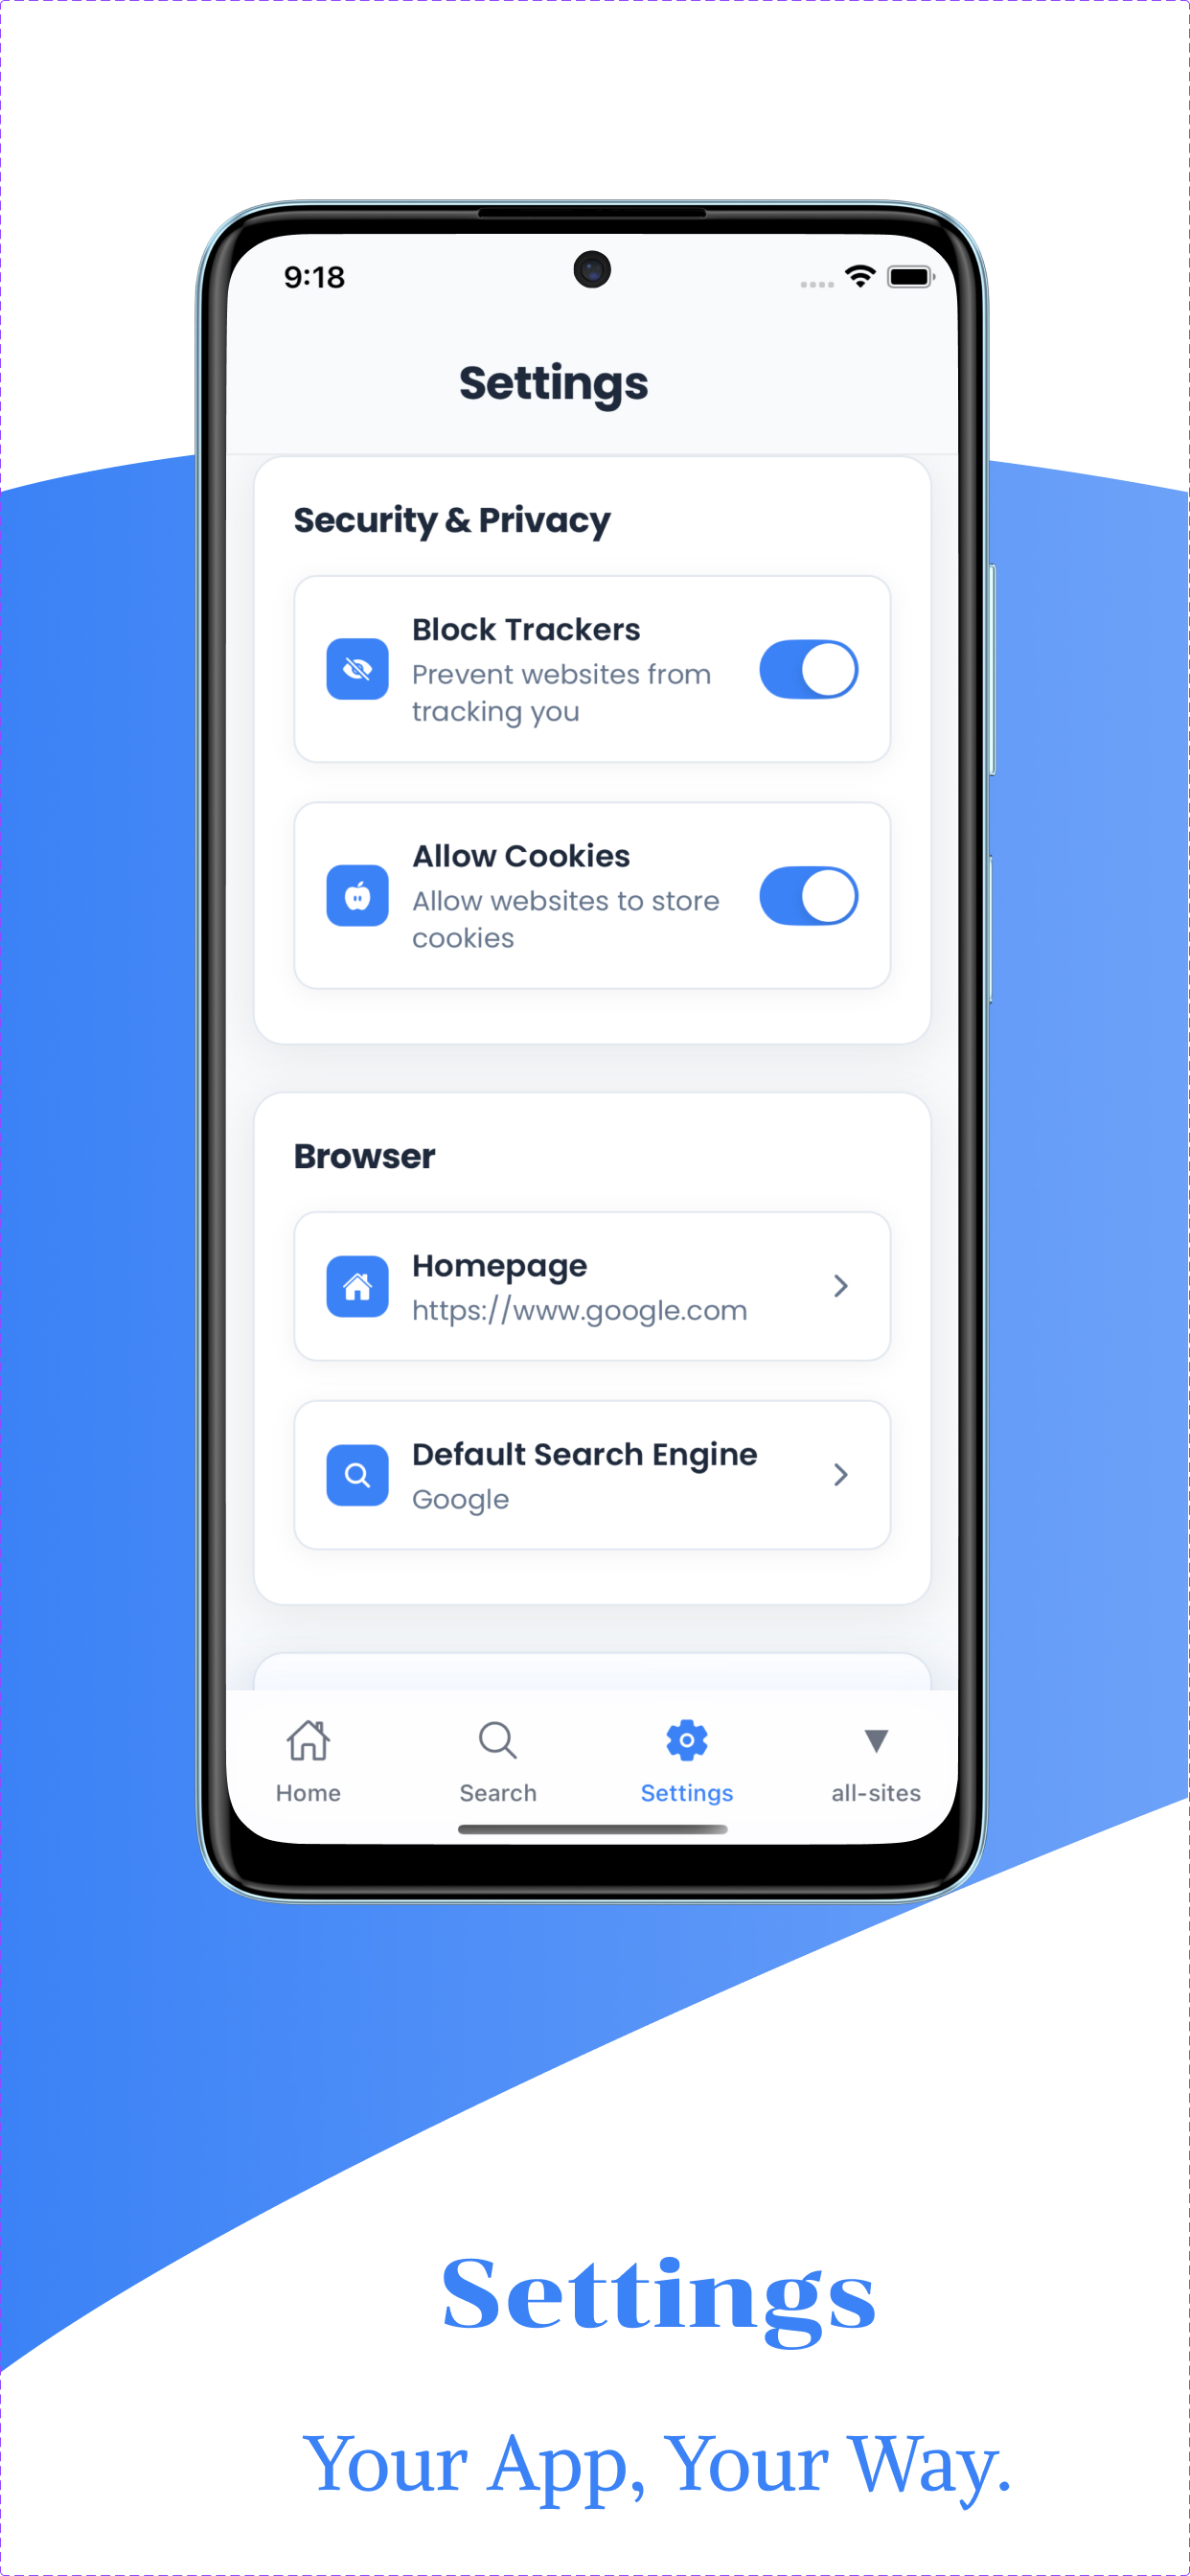 9:18
Settings
Security & Privacy
Block Trackers
Prevent websites from
tracking you
Allow Cookies
Allow websites to store
cookies
Browser
Homepage
https://www.google.com
Default Search Engine
Google
Home
Search
Settings
all-sites
Settings
Your App, Your Way.